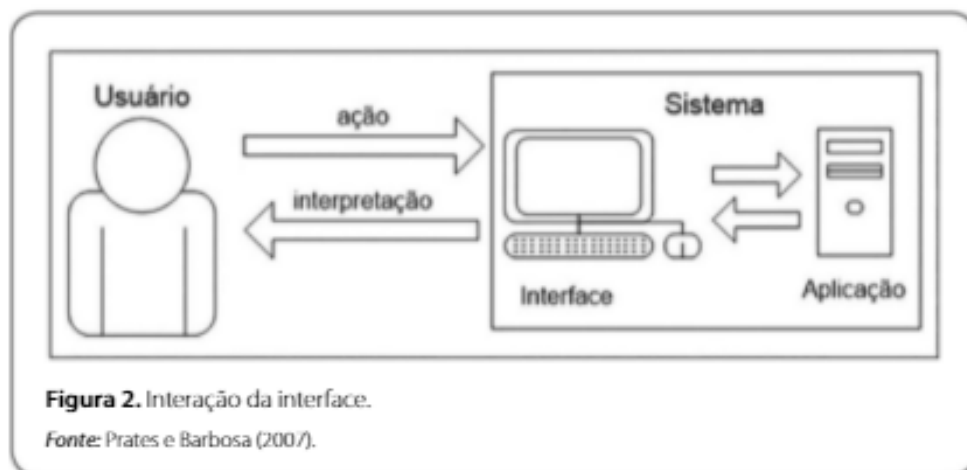 Usuário
Sistema
ação
interpretação
Interface
Aplicação
Figura 2. Interação da interface.
Fonte: Prates e Barbosa (2007).